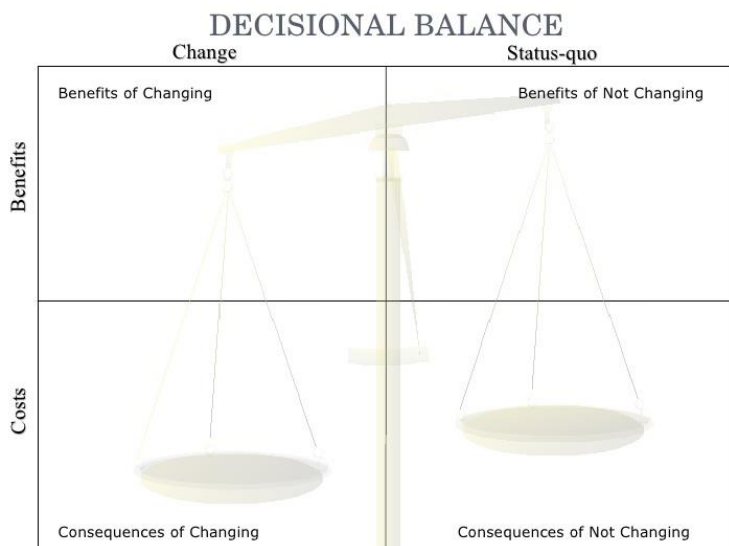 DECISIONAL BALANCE
Change
Status-quo
Benefits
Benefits of Changing
Benefits of Not Changing
Costs
Consequences of Changing
Consequences of Not Changing